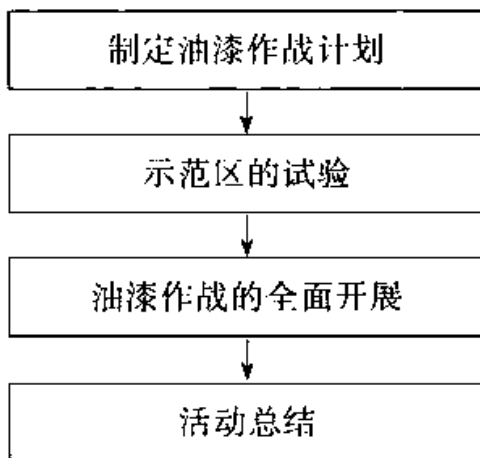 制定油漆作战计划
示范区的试验
油漆作战的全面开展
活动总结